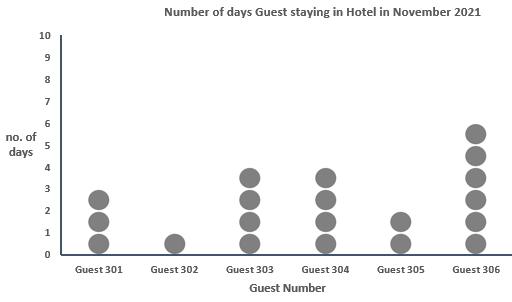 Number of days Guest staying in Hotel in November 2021
10
9
8
7
6
no. of
days
5
4
3
2
1
0
Guest 301 Guest 302 Guest 303 Guest 304 Guest 305 Guest 306
Guest Number